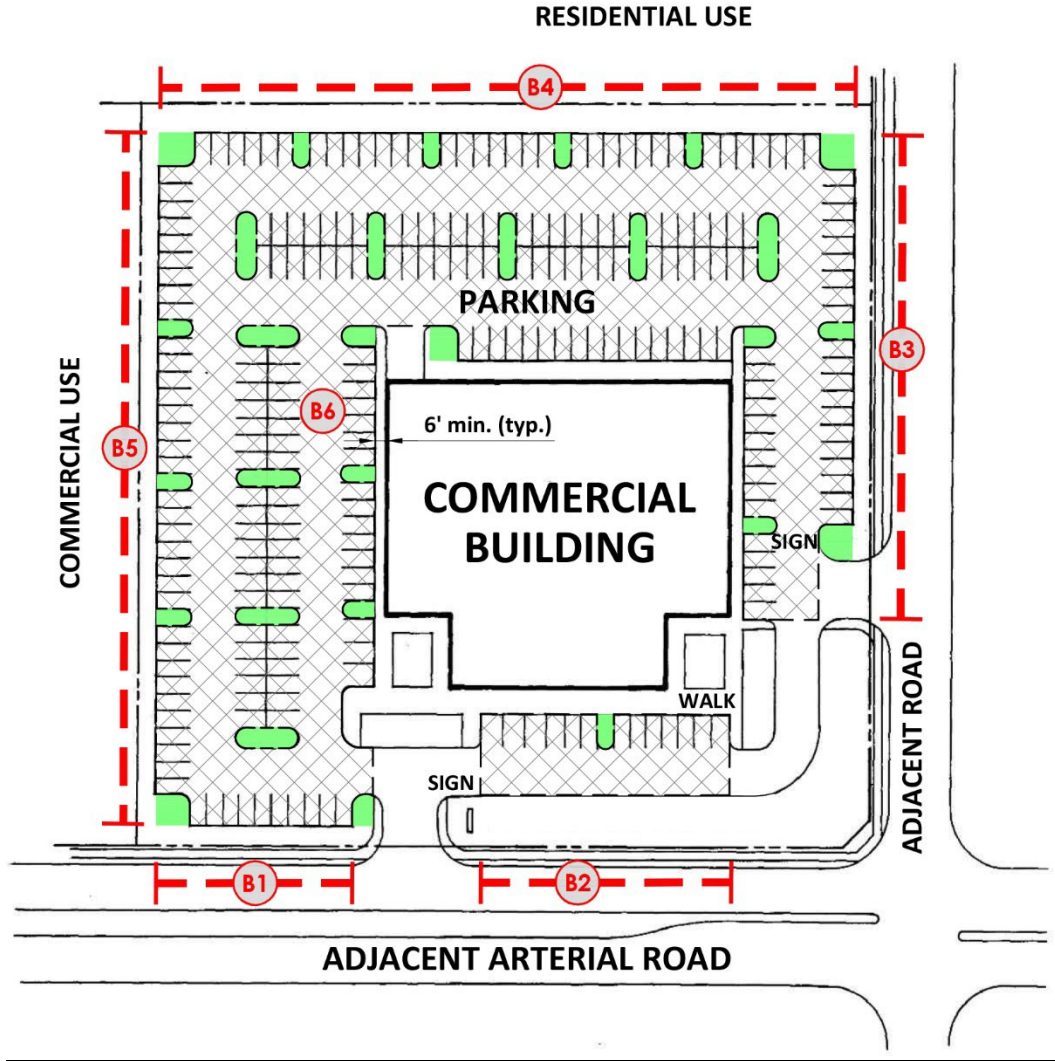 RESIDENTIAL USE
B4
PARKING
B3
B6
6' min. (typ.)
COMMERCIAL USE
B5
COMMERCIAL
BUILDING
SIGN
WALK
SIGN
ADJACENT ROAD
B1
B2
ADJACENT ARTERIAL ROAD